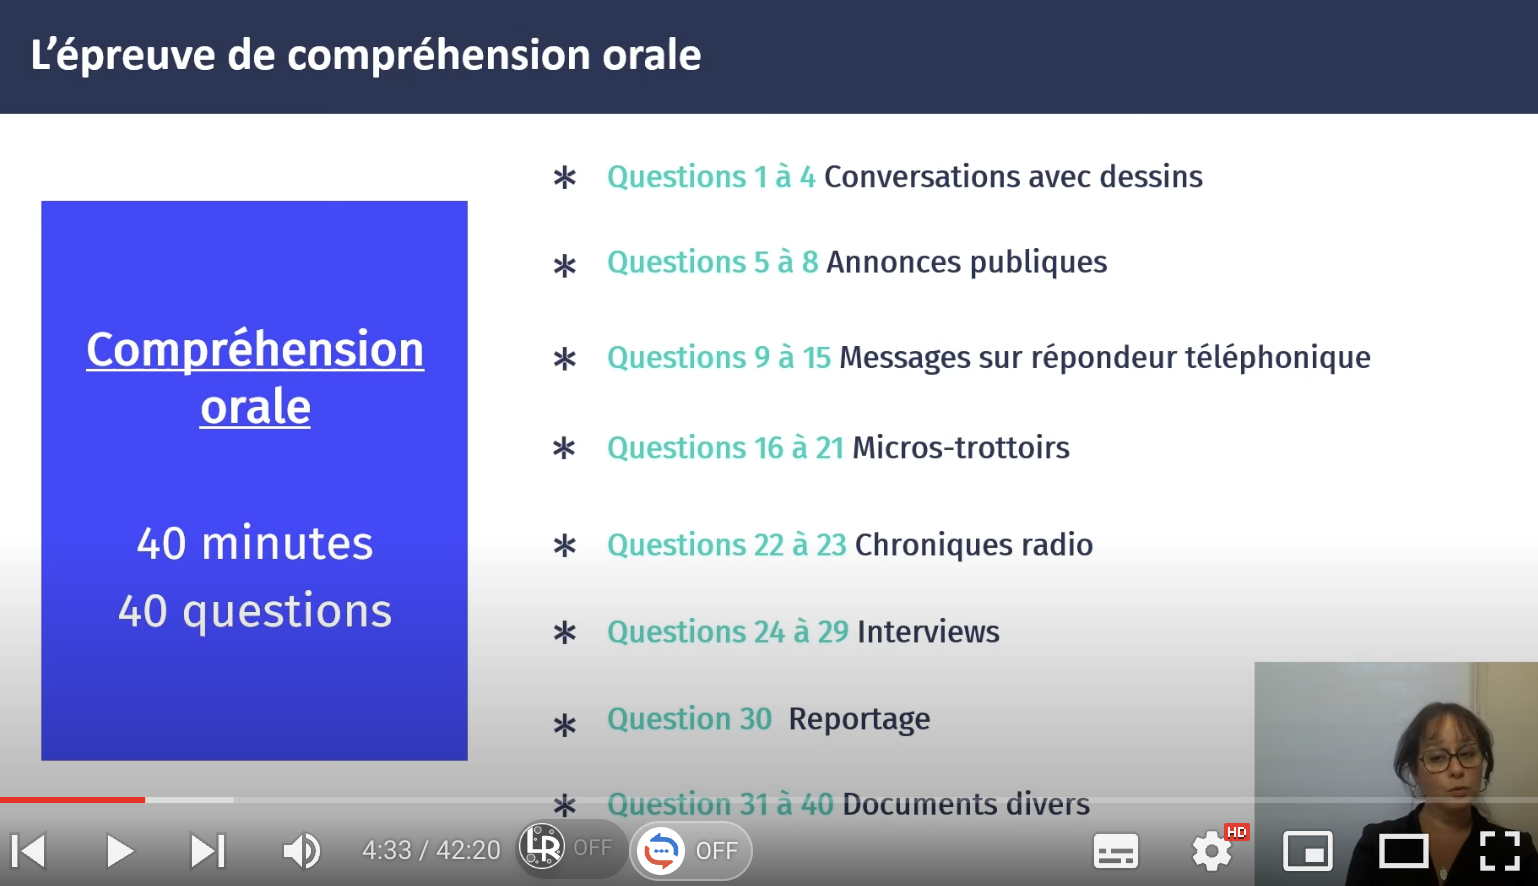 L'épreuve de compréhension orale
Compréhension
orale
40 minutes
40 questions
* Questions 1 à 4 Conversations avec dessins
* Questions 5 à 8 Annonces publiques
* Questions 9 à 15 Messages sur répondeur téléphonique
* Questions 16 à 21 Micros-trottoirs
* Questions 22 à 23 Chroniques radio
* Questions 24 à 29 Interviews
* Question 30 Reportage
* Question 31 à 40 Documents divers
4:33 / 42:20 LR OFF OFF HD